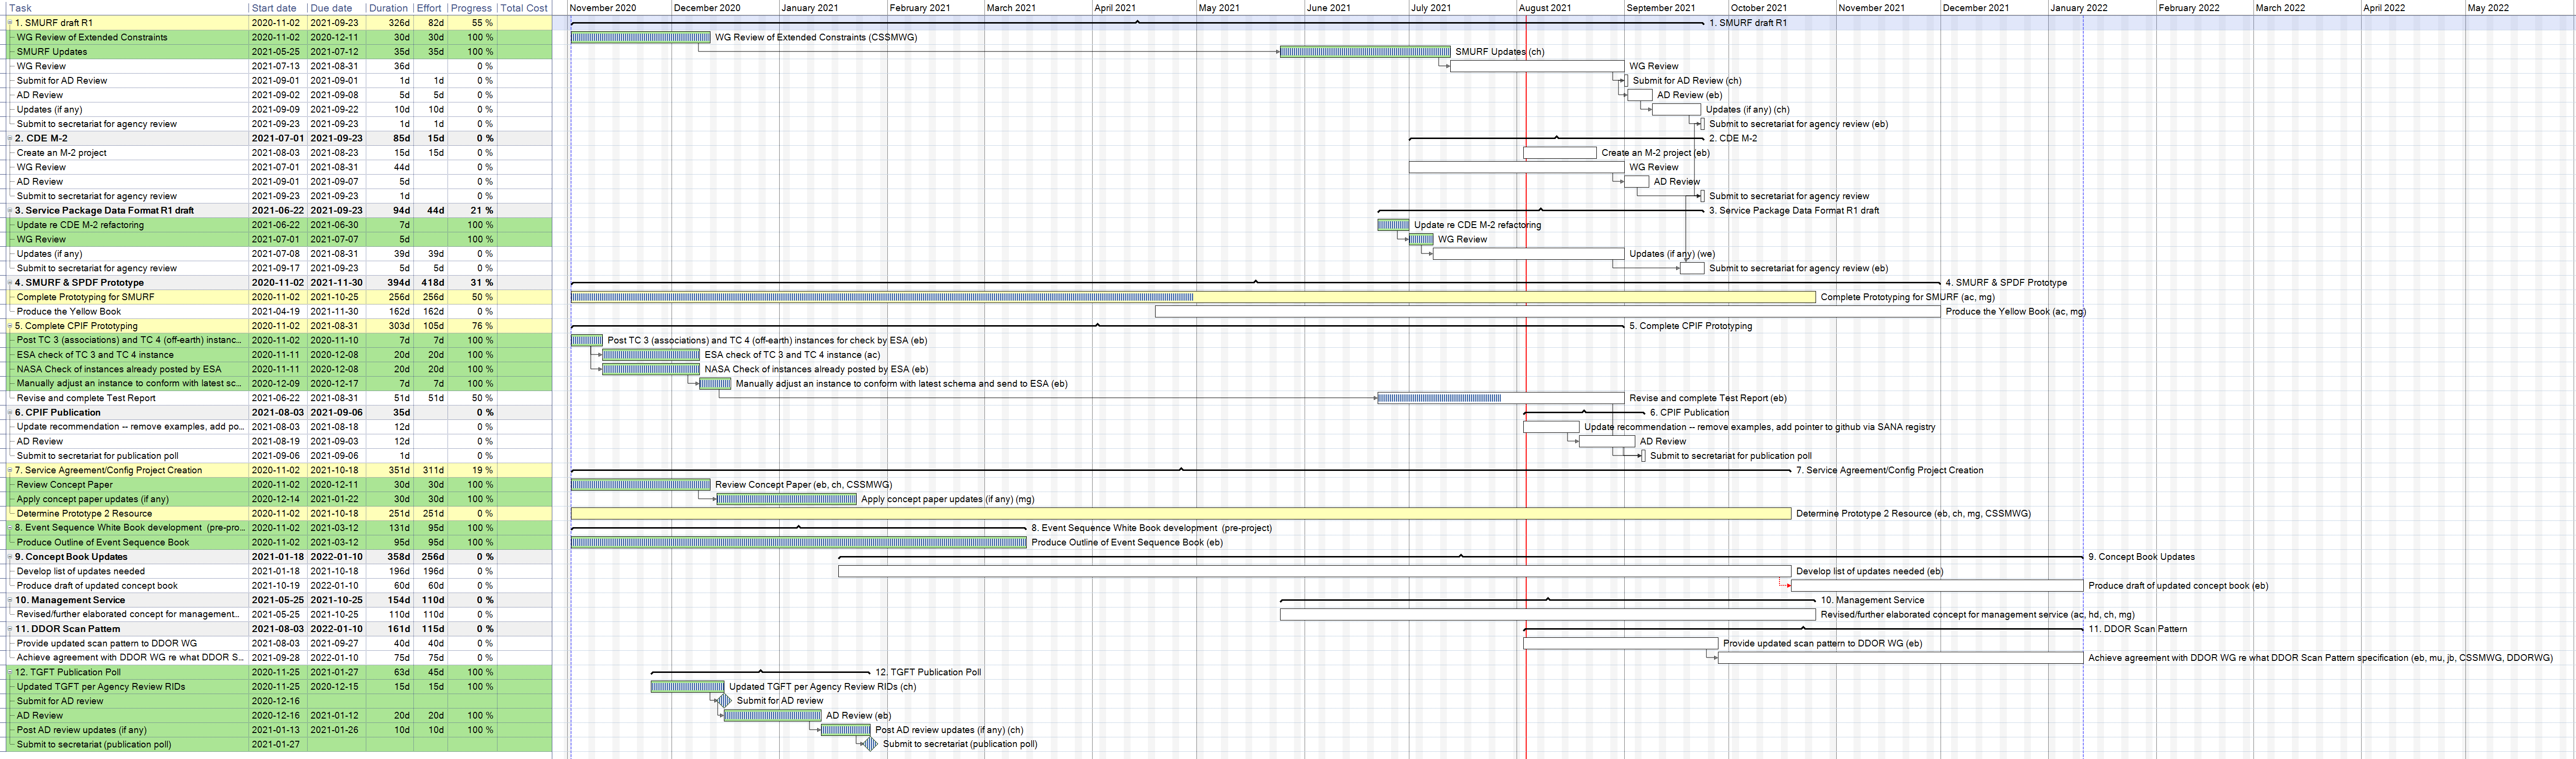 Task Start date Due date Duration Effort Progress Total Cost November 2020 December 2020 January 2021 February 2021 March 2021 April 2021 May 2021 June 2021 July 2021 August 2021 September 2021 October 2021 November 2021 December 2021 January 2022 February 2022 March 2022 April 2022 May 2022
1. SMURF draft R1 2020-11-02 2021-09-23 326d 82d 55 % 1. SMURF draft R1
WG Review of Extended Constraints 2020-11-02 2020-12-11 30d 30d 100 % WG Review of Extended Constraints (CSSMWG)
SMURF Updates 2021-05-25 2021-07-12 35d 35d 100 % SMURF Updates (ch)
WG Review 2021-07-13 2021-08-31 36d 0 % WG Review
Submit for AD Review 2021-09-01 2021-09-01 1d 1d 0 % Submit for AD Review (ch)
AD Review 2021-09-02 2021-09-08 5d 5d 0 % AD Review (eb)
Updates (if any) 2021-09-09 2021-09-22 10d 10d 0 % Updates (if any) (ch)
Submit to secretariat for agency review 2021-09-23 2021-09-23 1d 1d 0 % Submit to secretariat for agency review (eb)
2. CDE M-2 2021-07-01 2021-09-23 85d 15d 0 % 2. CDE M-2
Create an M-2 project 2021-08-03 2021-08-23 15d 15d 0 % Create an M-2 project (eb)
WG Review 2021-07-01 2021-08-31 44d 0 % WG Review
AD Review 2021-09-01 2021-09-07 5d 0 % AD Review
Submit to secretariat for agency review 2021-09-23 2021-09-23 1d 0 % Submit to secretariat for agency review
3. Service Package Data Format R1 draft 2021-06-22 2021-09-23 94d 44d 21 % 3. Service Package Data Format R1 draft
Update re CDE M-2 refactoring 2021-06-22 2021-06-30 7d 100 % Update re CDE M-2 refactoring
WG Review 2021-07-01 2021-07-07 5d 100 % WG Review
Updates (if any) 2021-07-08 2021-08-31 39d 39d 0 % Updates (if any) (we)
Submit to secretariat for agency review 2021-09-17 2021-09-23 5d 5d 0 % Submit to secretariat for agency review (eb)
4. SMURF & SPDF Prototype 2020-11-02 2021-11-30 394d 418d 31 % 4. SMURF & SPDF Prototype
Complete Prototyping for SMURF 2020-11-02 2021-10-25 256d 256d 50 % Complete Prototyping for SMURF (ac, mg)
Produce the Yellow Book 2021-04-19 2021-11-30 162d 162d 0 % Produce the Yellow Book (ac, mg)
5. Complete CPIF Prototyping 2020-11-02 2021-08-31 303d 105d 76 % 5. Complete CPIF Prototyping
Post TC 3 (associations) and TC 4 (off-earth) instanc... 2020-11-02 2020-11-10 7d 7d 100 % Post TC 3 (associations) and TC 4 (off-earth) instances for check by ESA (eb)
ESA check of TC 3 and TC 4 instance 2020-11-11 2020-12-08 20d 20d 100 % ESA check of TC 3 and TC 4 instance (ac)
NASA Check of instances already posted by ESA 2020-11-11 2020-12-08 20d 20d 100 % NASA Check of instances already posted by ESA (eb)
Manually adjust an instance to conform with latest sc... 2020-12-09 2020-12-17 7d 7d 100 % Manually adjust an instance to conform with latest schema and send to ESA (eb)
Revise and complete Test Report 2021-06-22 2021-08-31 51d 51d 50 % Revise and complete Test Report (eb)
6. CPIF Publication 2021-08-03 2021-09-06 35d 0 % 6. CPIF Publication
Update recommendation -- remove examples, add po... 2021-08-03 2021-08-18 12d 0 % Update recommendation -- remove examples, add pointer to github via SANA registry
AD Review 2021-08-19 2021-09-03 12d 0 % AD Review
Submit to secretariat for publication poll 2021-09-06 2021-09-06 1d 0 % Submit to secretariat for publication poll
7. Service Agreement/Config Project Creation 2020-11-02 2021-10-18 351d 311d 19 % 7. Service Agreement/Config Project Creation
Review Concept Paper 2020-11-02 2020-12-11 30d 30d 100 % Review Concept Paper (eb, ch, CSSMWG)
Apply concept paper updates (if any) 2020-12-14 2021-01-22 30d 30d 100 % Apply concept paper updates (if any) (mg)
Determine Prototype 2 Resource 2020-11-02 2021-10-18 251d 251d 0 % Determine Prototype 2 Resource (eb, ch, mg, CSSMWG)
8. Event Sequence White Book development (pre-pro... 2020-11-02 2021-03-12 131d 95d 100 % 8. Event Sequence White Book development (pre-project)
Produce Outline of Event Sequence Book 2020-11-02 2021-03-12 95d 95d 100 % Produce Outline of Event Sequence Book (eb)
9. Concept Book Updates 2021-01-18 2022-01-10 358d 256d 0 % 9. Concept Book Updates
Develop list of updates needed 2021-01-18 2021-10-18 196d 196d 0 % Develop list of updates needed (eb)
Produce draft of updated concept book 2021-10-19 2022-01-10 60d 60d 0 % Produce draft of updated concept book (eb)
10. Management Service 2021-05-25 2021-10-25 154d 110d 0 % 10. Management Service
Revised/further elaborated concept for management... 2021-05-25 2021-10-25 110d 110d 0 % Revised/further elaborated concept for management service (ac, hd, ch, mg)
11. DDOR Scan Pattern 2021-08-03 2022-01-10 161d 115d 0 % 11. DDOR Scan Pattern
Provide updated scan pattern to DDOR WG 2021-08-03 2021-09-27 40d 40d 0 % Provide updated scan pattern to DDOR WG (eb)
Achieve agreement with DDOR WG re what DDOR S... 2021-09-28 2022-01-10 75d 75d 0 % Achieve agreement with DDOR WG re what DDOR Scan Pattern specification (eb, mu, jb, CSSMWG, DDORWG)
12. TGFT Publication Poll 2020-11-25 2021-01-27 63d 45d 100 % 12. TGFT Publication Poll
Updated TGFT per Agency Review RIDs 2020-11-25 2020-12-15 15d 15d 100 % Updated TGFT per Agency Review RIDs (ch)
Submit for AD review 2020-12-16 Submit for AD review
AD Review 2020-12-16 2021-01-12 20d 20d 100 % AD Review (eb)
Post AD review updates (if any) 2021-01-13 2021-01-26 10d 10d 100 % Post AD review updates (if any) (ch)
Submit to secretariat (publication poll) 2021-01-27 Submit to secretariat (publication poll)